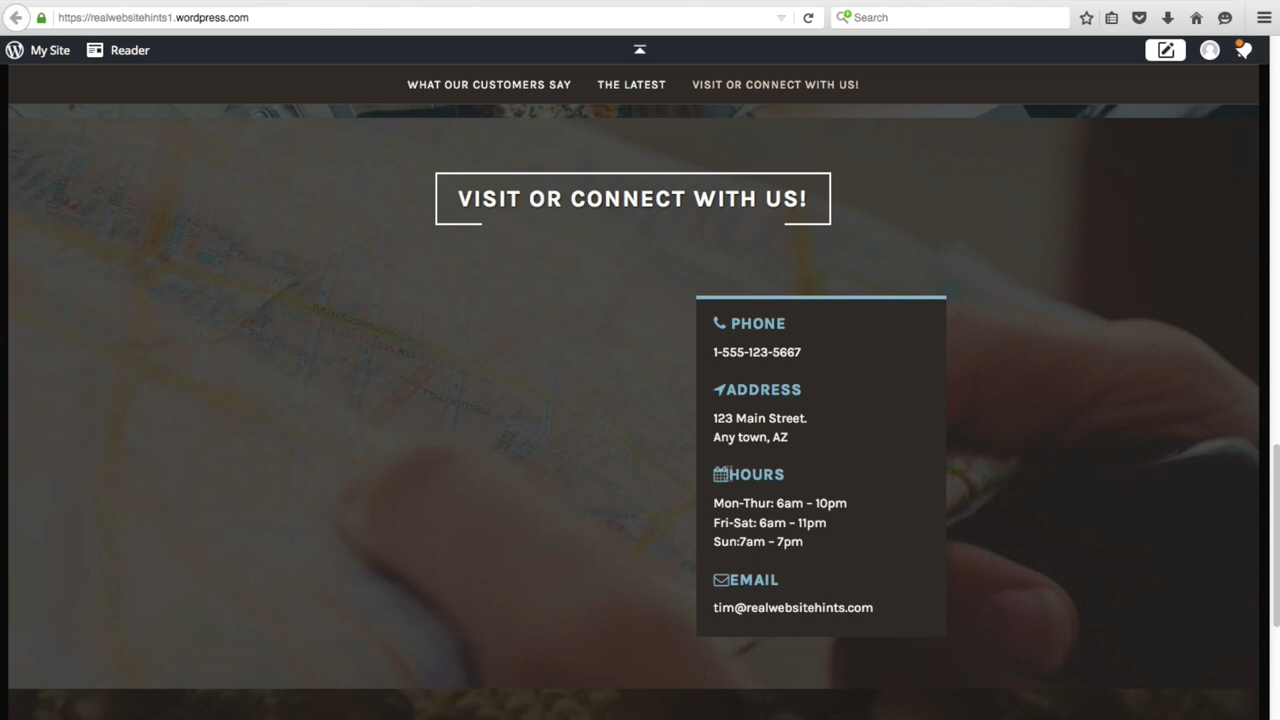 https://realwebsitehints1.wordpress.com
Search
My Site
Reader
WHAT OUR CUSTOMERS SAY
THE LATEST
VISIT OR CONNECT WITH US!
VISIT OR CONNECT WITH US!
PHONE
1-555-123-5667
ADDRESS
123 Main Street.
Any town, AZ
HOURS
Mon-Thur: 6am – 10pm
Fri-Sat: 6am – 11pm
Sun:7am – 7pm
EMAIL
tim@realwebsitehints.com